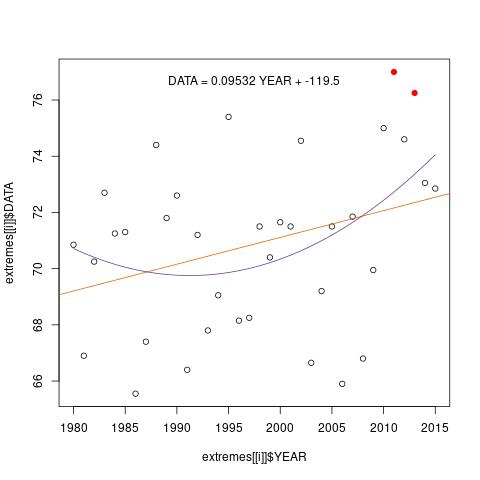 DATA = 0.09532 YEAR + -119.5
76
74
72
70
68
66
extremes[[i]]$DATA
1980 1985 1990 1995 2000 2005 2010 2015
extremes[[i]]$YEAR